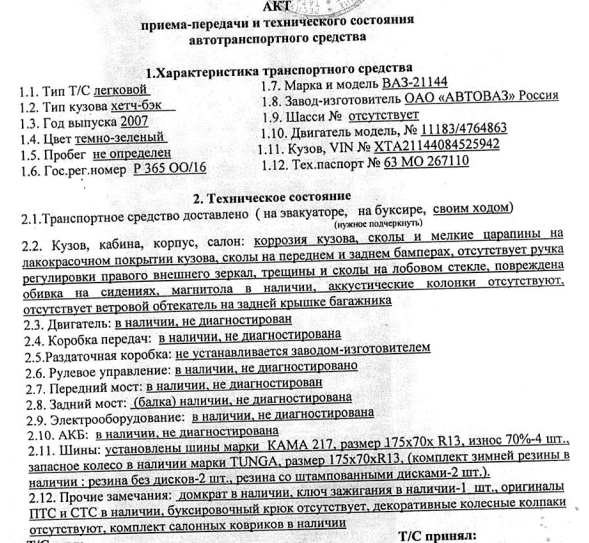 АКТ
приема-передачи и технического состояния
автотранспортного средства
1.Характеристика транспортного средства
1.1. Тип Т/С легковой
1.2. Тип кузова хетч-бэк
1.3. Год выпуска 2007
1.4. Цвет темно-зеленый
1.5. Пробег не определен
1.6. Гос.рег.номер Р 365 ОО/16
1.7. Марка и модель ВАЗ-21144
1.8. Завод-изготовитель ОАО «АВТОВАЗ» Россия
1.9. Шасси № отсутствует
1.10. Двигатель модель, № 11183/4764863
1.11. Кузов, VIN № XTA21144084525942
1.12. Тех.паспорт № 63 МО 267110
2. Техническое состояние
2.1.Транспортное средство доставлено ( на эвакуаторе, на буксире, своим ходом)
(нужное подчеркнуть)
2.2. Кузов, кабина, корпус, салон: коррозия кузова, сколы и мелкие царапины на
лакокрасочном покрытии кузова, сколы на переднем и заднем бамперах, отсутствует ручка
регулировки правого внешнего зеркал, трещины и сколы на лобовом стекле, повреждена
обивка на сидениях, магнитола в наличии, аккустические колонки отсутствуют,
отсутствует ветровой обтекатель на задней крышке багажника
2.3. Двигатель: в наличии, не диагностирован
2.4. Коробка передач: в наличии, не диагностирована
2.5.Раздаточная коробка: не устанавливается заводом-изготовителем
2.6. Рулевое управление: в наличии, не диагностировано
2.7. Передний мост: в наличии, не диагностирован
2.8. Задний мост: (балка) наличии, не диагностирована
2.9. Электрооборудование: в наличии, не диагностирована
2.10. АКБ: в наличии, не диагностирована
2.11. Шины: установлены шины марки КАМА 217, размер 175х70х R13, износ 70%-4 шт.,
запасное колесо в наличии марки TUNGA, размер 175х70хR13, (комплект зимней резины в
наличии : резина без дисков-2 шт., резина со штампованными дисками-2 шт.).
2.12. Прочие замечания: домкрат в наличии, ключ зажигания в наличии-1 шт., оригиналы
ПТС и СТС в наличии, буксировочный крюк отсутствует, декоративные колесные колпаки
отсутствуют, комплект салонных ковриков в наличии
Т/С принял: